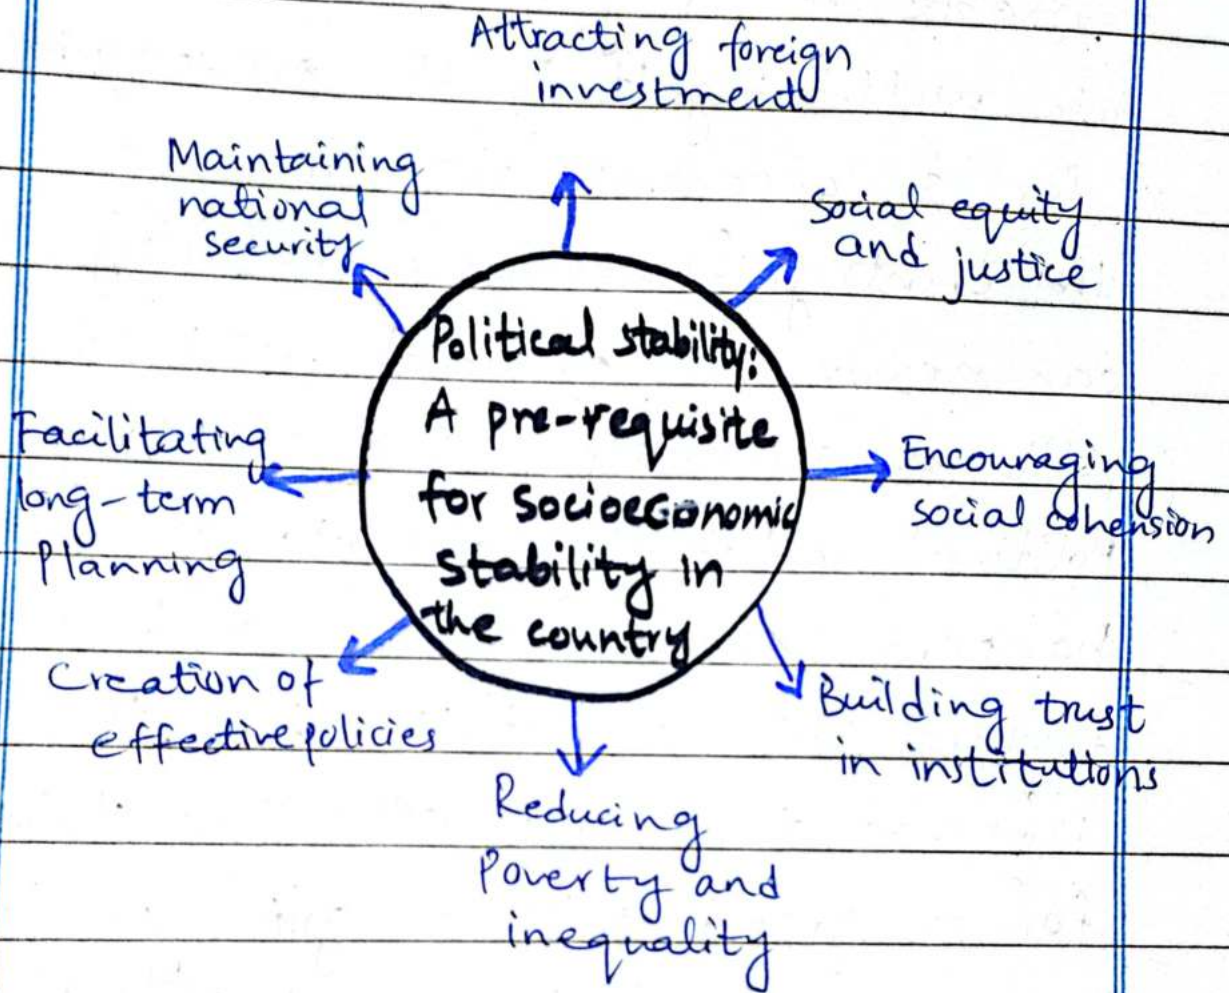 Attracting foreign
investment
Maintaining
national
security
Social equity
and justice
Political stability:
A pre-requisite
for socioeconomic
stability in
the country
Facilitating
long-term
Planning
Encouraging
social cohension
Creation of
effective policies
Building trust
in institutions
Reducing
Poverty and
inequality